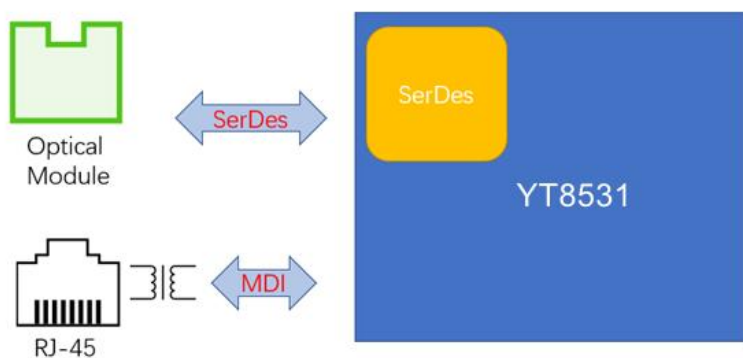 SerDes
SerDes
Optical
Module
YT8531
MDI
RJ-45